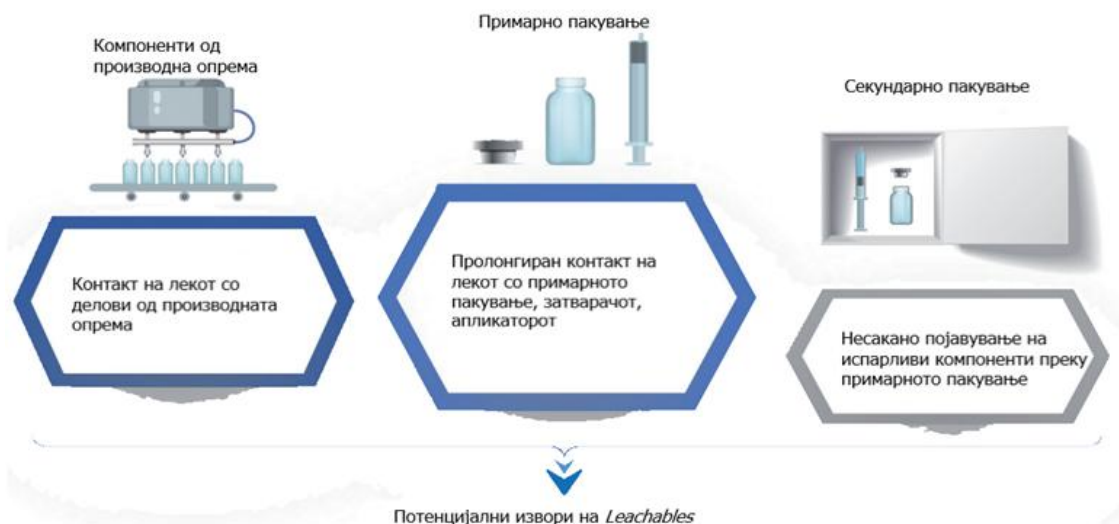 Компоненти од
производна опрема
Контакт на лекот со
делови од производната
опрема
Примарно пакување
Пролонгиран контакт на
лекот со примарното
пакување, затварачот,
апликаторот
Секундарно пакување
Несакано појавување на
испарливи компоненти преку
примарното пакување
Потенцијални извори на Leachables